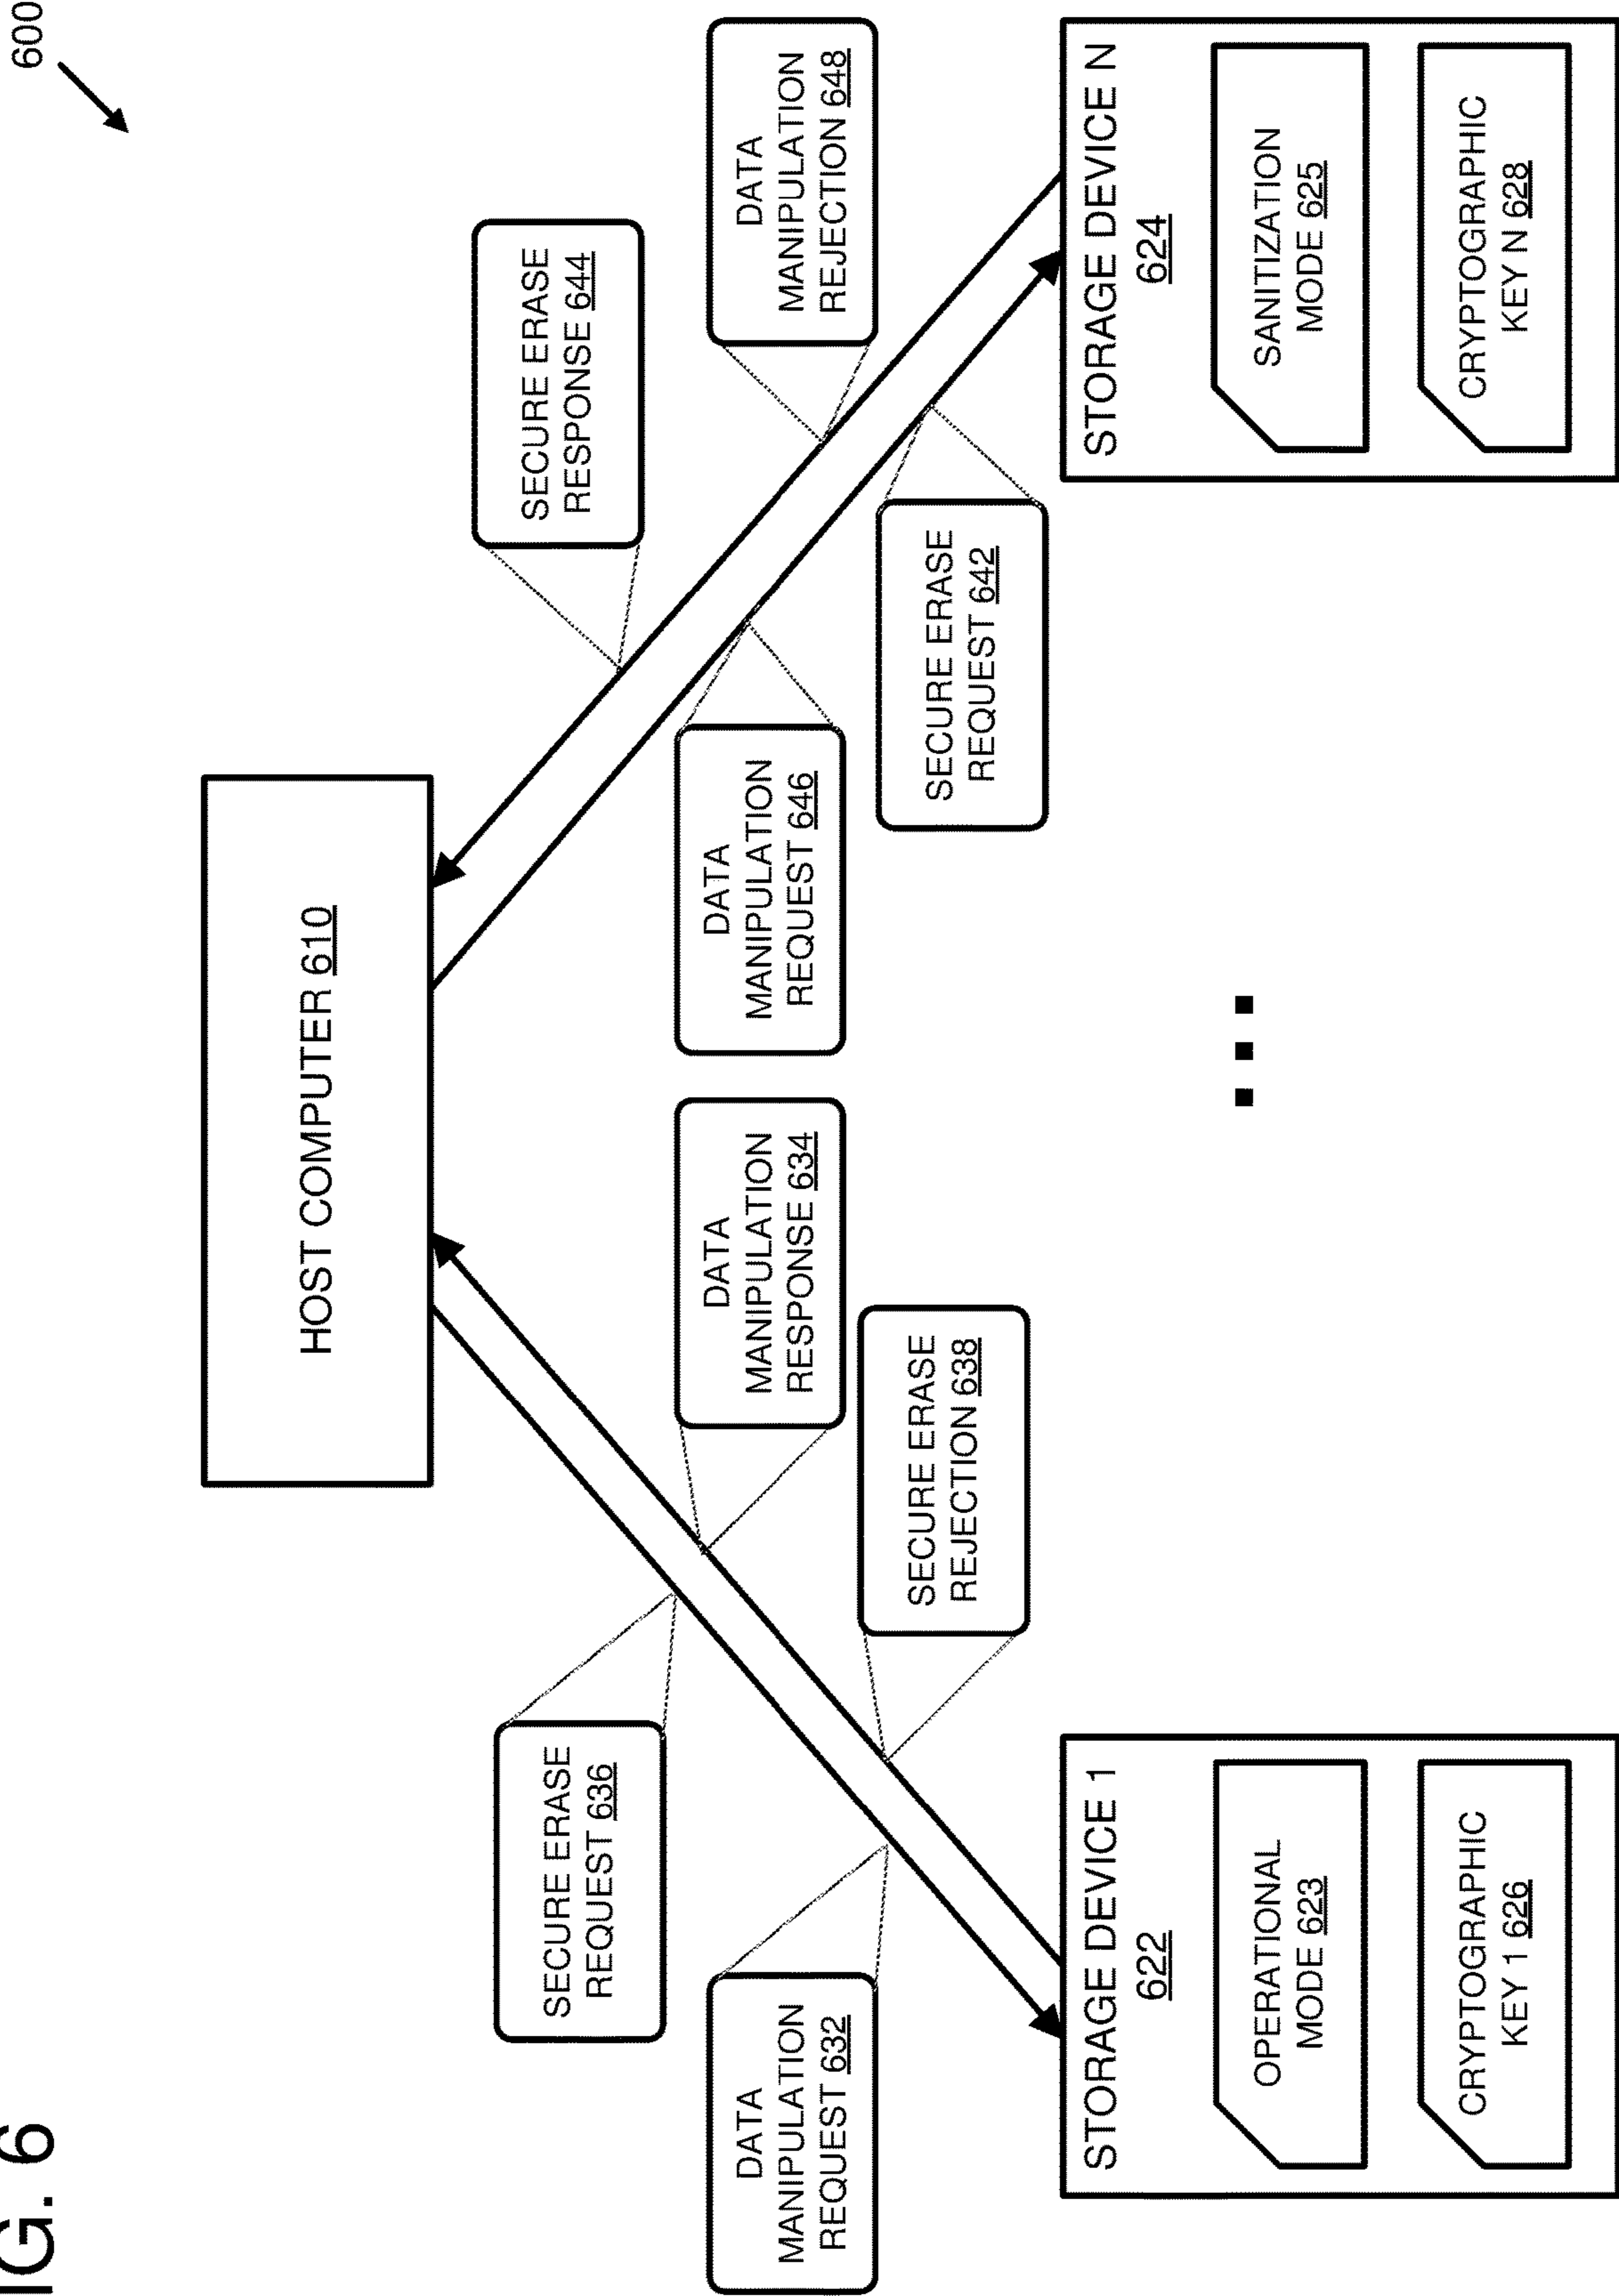 FIG. 6
600
HOST COMPUTER 610
SECURE ERASE
REQUEST 636
DATA
MANIPULATION
REQUEST 632
DATA
MANIPULATION
RESPONSE 634
SECURE ERASE
REJECTION 638
DATA
MANIPULATION
REQUEST 646
SECURE ERASE
REQUEST 642
SECURE ERASE
RESPONSE 644
DATA
MANIPULATION
REJECTION 648
STORAGE DEVICE 1
622
OPERATIONAL
MODE 623
CRYPTOGRAPHIC
KEY 1 626
STORAGE DEVICE N
624
SANITIZATION
MODE 625
CRYPTOGRAPHIC
KEY N 628